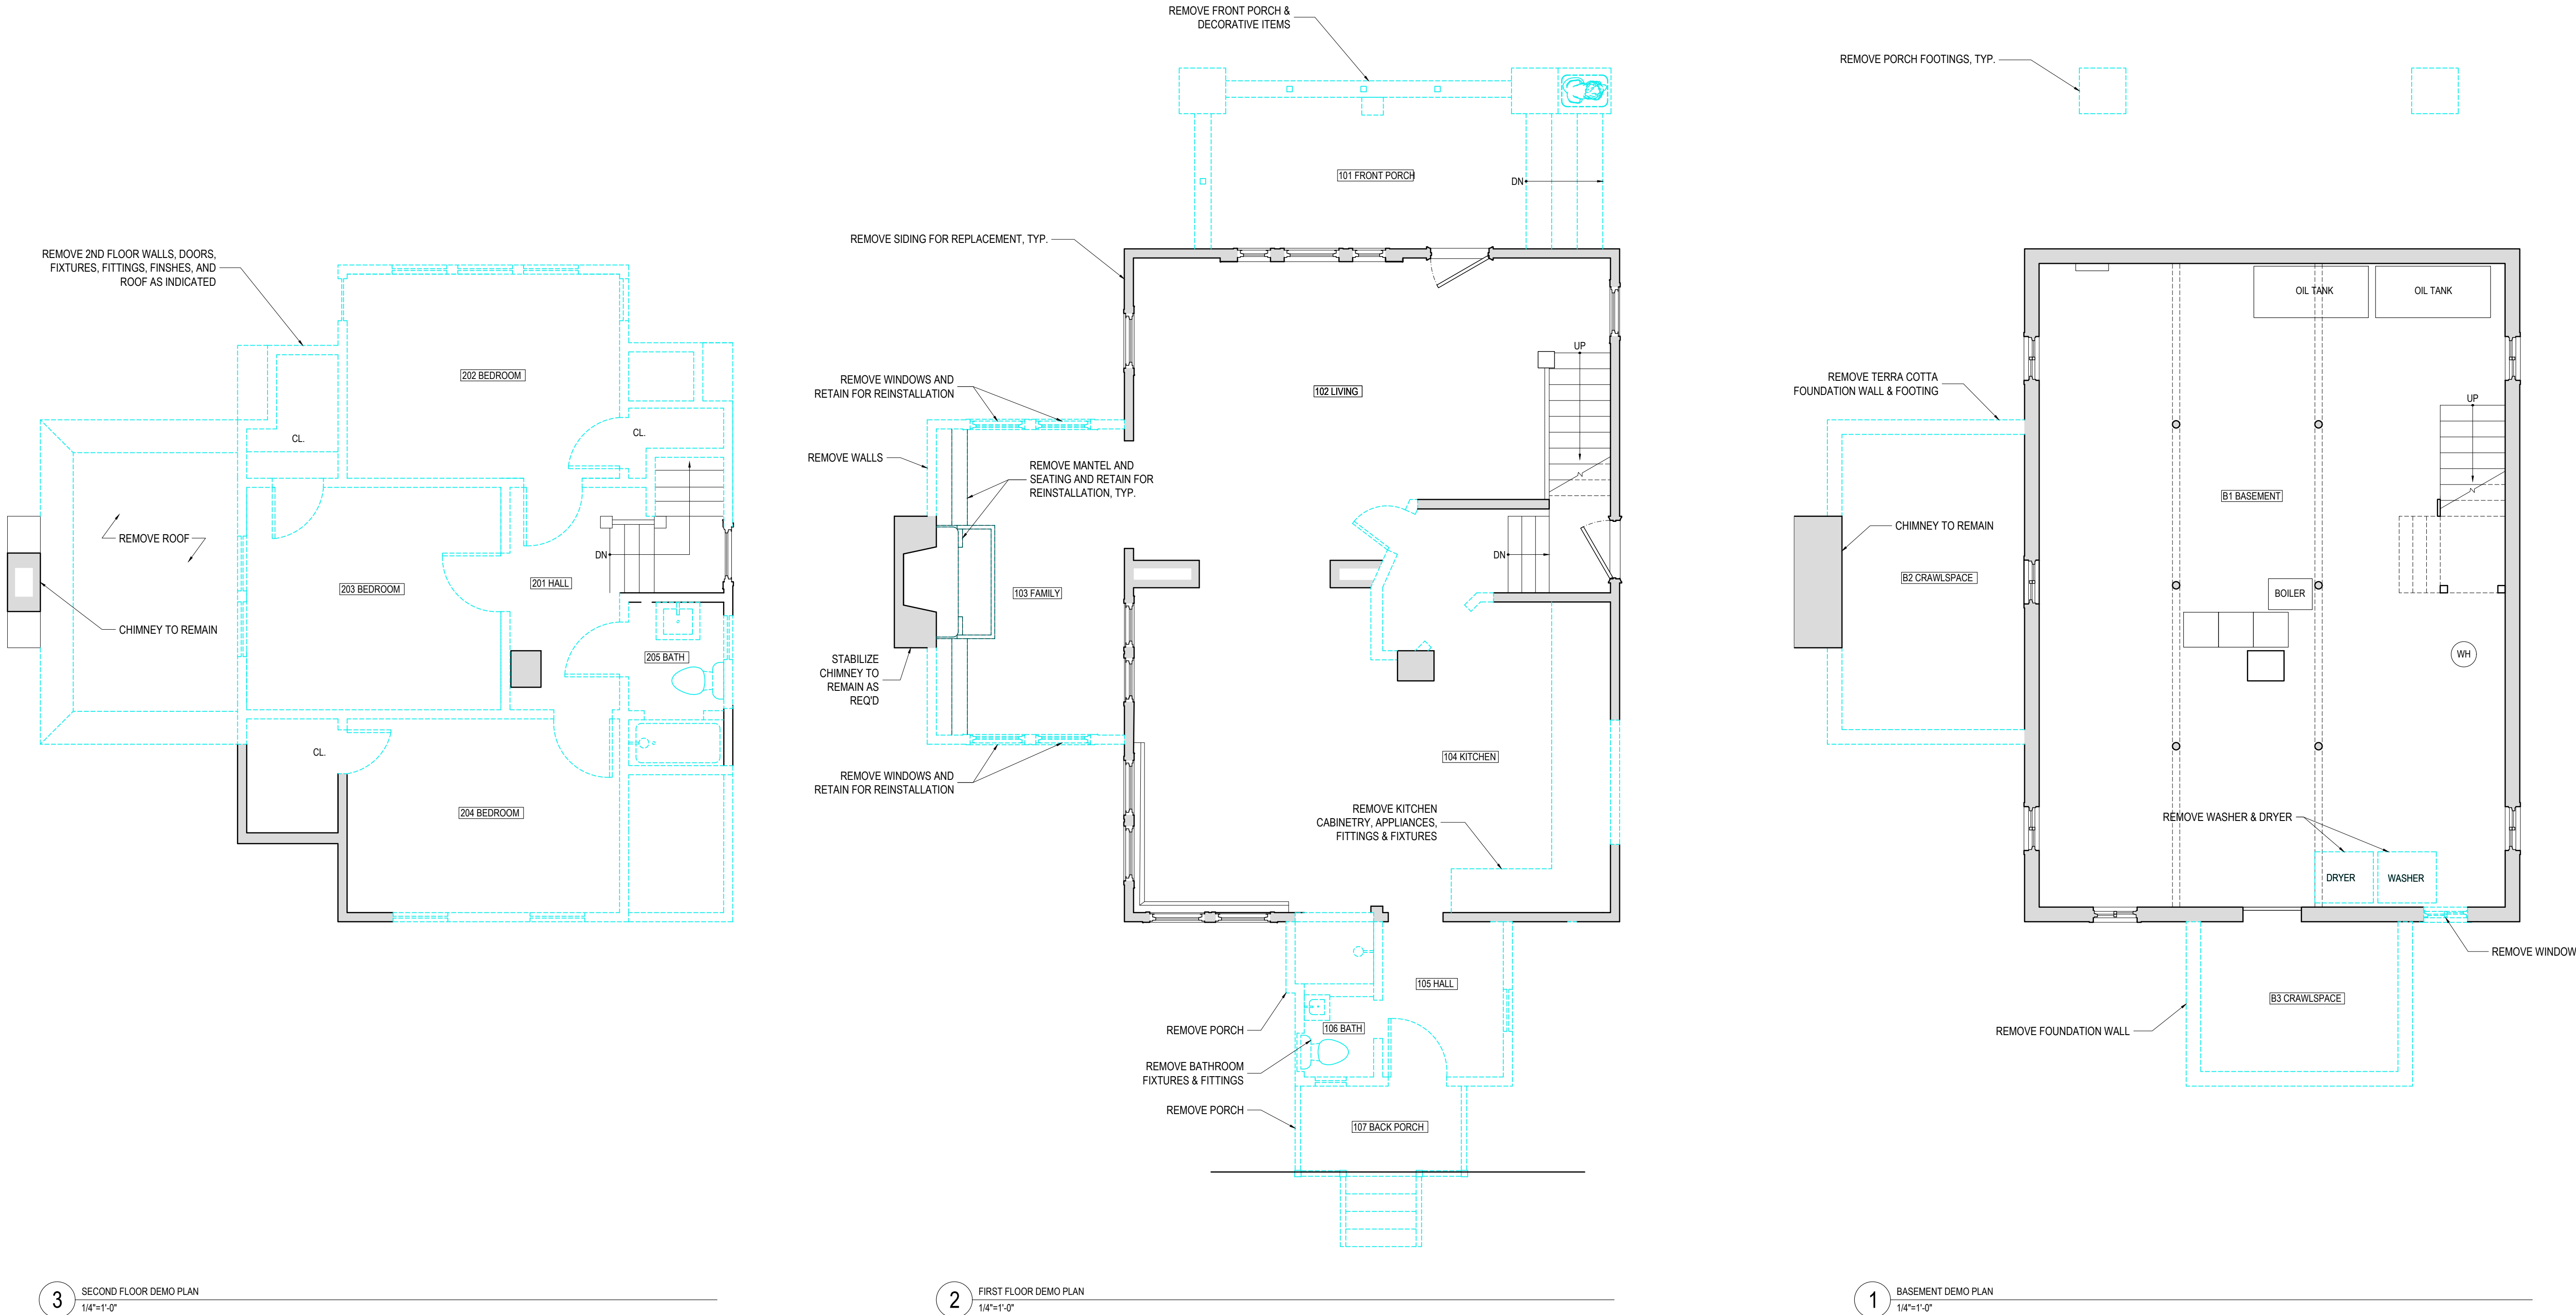 REMOVE 2ND FLOOR WALLS, DOORS,
FIXTURES, FITTINGS, FINSHES, AND
ROOF AS INDICATED
202 BEDROOM
CL.
CL.
REMOVE ROOF
DN
201 HALL
203 BEDROOM
CHIMNEY TO REMAIN
205 BATH
CL.
204 BEDROOM
3
SECOND FLOOR DEMO PLAN
1/4"=1'-0"
REMOVE FRONT PORCH &
DECORATIVE ITEMS
101 FRONT PORCH
DN
REMOVE SIDING FOR REPLACEMENT, TYP.
UP
REMOVE WINDOWS AND
RETAIN FOR REINSTALLATION
102 LIVING
REMOVE WALLS
REMOVE MANTEL AND
SEATING AND RETAIN FOR
REINSTALLATION, TYP.
DN
103 FAMILY
STABILIZE
CHIMNEY TO
REMAIN AS
REQ'D
104 KITCHEN
REMOVE WINDOWS AND
RETAIN FOR REINSTALLATION
REMOVE KITCHEN
CABINETRY, APPLIANCES,
FITTINGS & FIXTURES
105 HALL
REMOVE PORCH
106 BATH
REMOVE BATHROOM
FIXTURES & FITTINGS
REMOVE PORCH
107 BACK PORCH
2
FIRST FLOOR DEMO PLAN
1/4"=1'-0"
REMOVE PORCH FOOTINGS, TYP.
OIL TANK
OIL TANK
REMOVE TERRA COTTA
FOUNDATION WALL & FOOTING
UP
B1 BASEMENT
CHIMNEY TO REMAIN
B2 CRAWLSPACE
BOILER
WH
REMOVE WASHER & DRYER
DRYER
WASHER
REMOVE WINDOW
B3 CRAWLSPACE
REMOVE FOUNDATION WALL
1
BASEMENT DEMO PLAN
1/4"=1'-0"